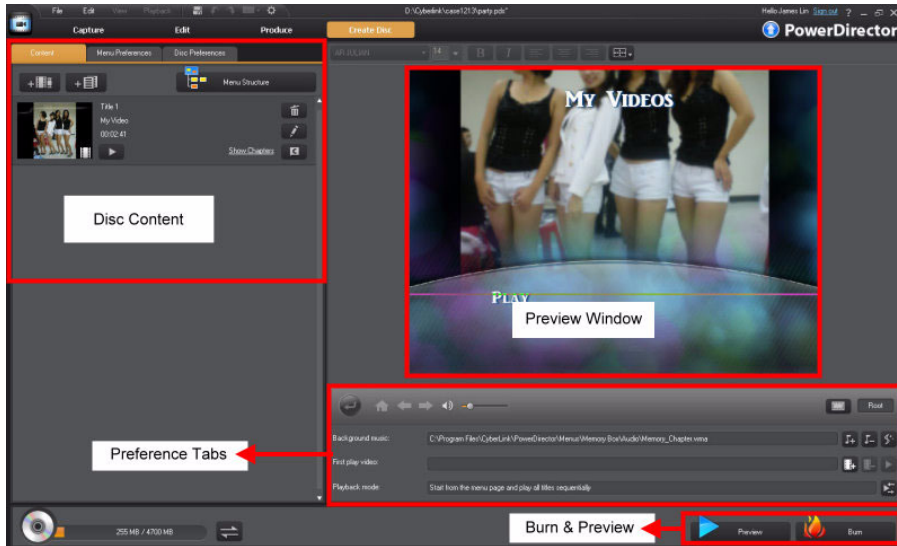 File Edit View Playback D:\Cyberlink\case1213\party.pds* Hello James Lin Sign out ?
Capture Edit Produce Create Disc PowerDirector
Content Menu Preferences Disc Preferences
14 B I
Menu Structure
Title 1
My Video
00:02:41
Show Chapters
MY VIDEOS
Disc Content
PLAY
Preview Window
Root
Background music: C:\Program Files\CyberLink\PowerDirector\Menus\Memory Box\Audio\Memory_Chapter.wma
First play video:
Preference Tabs
Playback mode: Start from the menu page and play all titles sequentially
255 MB / 4700 MB
Burn & Preview
Preview Burn